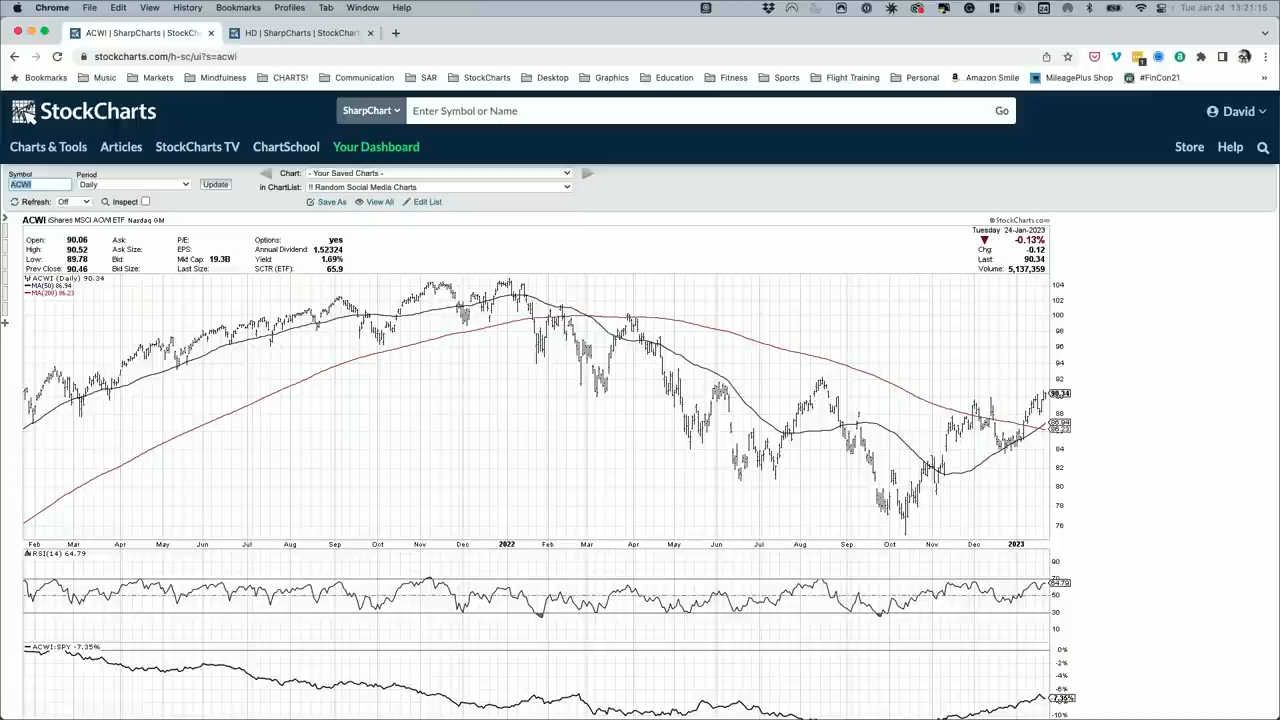 Chrome File Edit View History Bookmarks Profiles Tab Window Help Tue Jan 24 13:21:15
ACWI | SharpCharts | StockCh × HD | SharpCharts | StockChart × +
stockcharts.com/h-sc/ui?s=acwi
Bookmarks Music Markets Mindfulness CHARTS! Communication SAR StockCharts Desktop Graphics Education Fitness Sports Flight Training Personal Amazon Smile MileagePlus Shop #FinCon21 »
StockCharts SharpChart Enter Symbol or Name Go David
Charts & Tools Articles StockCharts TV ChartSchool Your Dashboard Store Help
Symbol Period Chart: - Your Saved Charts -
ACWI Daily Update in ChartList: !! Random Social Media Charts
Refresh: Off Inspect Save As View All Edit List
ACWI iShares MSCI ACWI ETF Nasdaq GM © StockCharts.com
Tuesday 24-Jan-2023
Open: 90.06 Ask: P/E: Options: yes -0.13%
High: 90.52 Ask Size: EPS: Annual Dividend: 1.52324 Chg: -0.12
Low: 89.78 Bid: Mkt Cap: 19.3B Yield: 1.69% Last: 90.34
Prev Close: 90.46 Bid Size: Last Size: SCTR (ETF): 65.9 Volume: 5,137,359
ACWI (Daily) 90.34
MA(50) 86.94
MA(200) 86.23
104
102
100
98
96
94
92
90.34
88
84
82
80
78
76
Feb Mar Apr May Jun Jul Aug Sep Oct Nov Dec 2022 Feb Mar Apr May Jun Jul Aug Sep Oct Nov Dec 2023
RSI(14) 64.79
90
70
64.79
50
30
10
ACWI:SPY -7.35%
0%
-2%
-4%
-6%
-7.35%
-10%